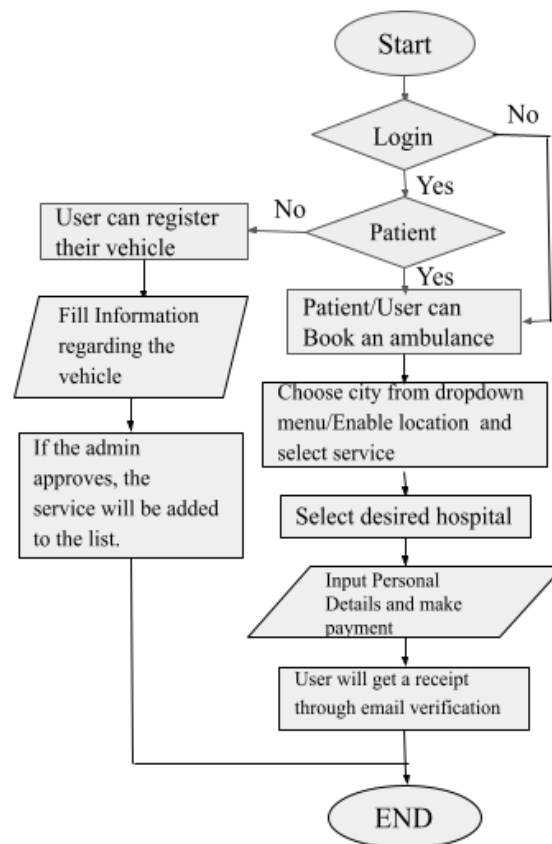 Start
No
Login
Yes
No
User can register
their vehicle
Patient
Yes
Fill Information
regarding the
vehicle
Patient/User can
Book an ambulance
Choose city from dropdown
menu/Enable location and
select service
If the admin
approves, the
service will be added
to the list.
Select desired hospital
Input Personal
Details and make
payment
User will get a receipt
through email verification
END